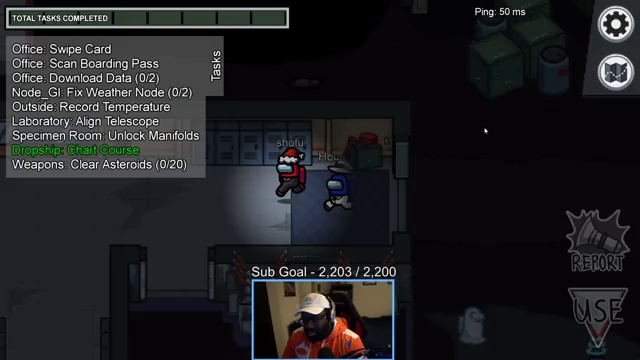 TOTAL TASKS COMPLETED
Ping: 50 ms
Office: Swipe Card
Office: Scan Boarding Pass
Office: Download Data (0/2)
Node_GI: Fix Weather Node (0/2)
Outside: Record Temperature
Laboratory: Align Telescope
Specimen Room: Unlock Manifolds
Dropship: Chart Course
Weapons: Clear Asteroids (0/20)
Tasks
shofu
Hou
REPORT
USE
Sub Goal - 2,203 / 2,200